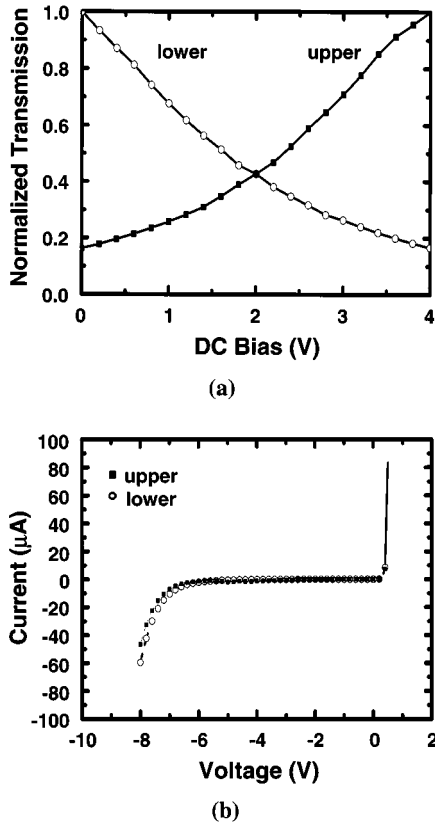 1.0
lower
upper
0.8
0.6
0.4
0.2
0.0
Normalized Transmission
0 1 2 3 4
DC Bias (V)
(a)
100
80
upper
60
lower
40
20
0
-20
-40
-60
-80
-100
Current (μA)
-10 -8 -6 -4 -2 0 2
Voltage (V)
(b)